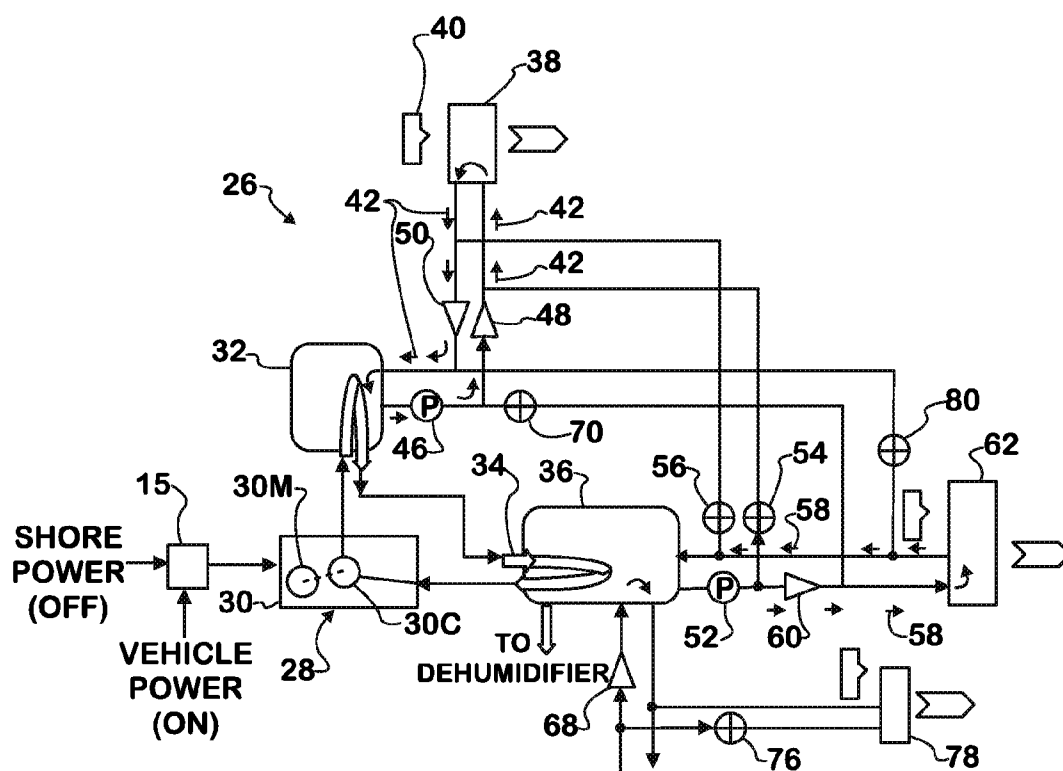 40
38
26
42
50
42
42
48
32
P
46
70
80
62
34
36
54
56
58
15
30M
SHORE
POWER
(OFF)
30
30C
28
P
52
60
58
VEHICLE
POWER
(ON)
TO
DEHUMIDIFIER
68
76
78